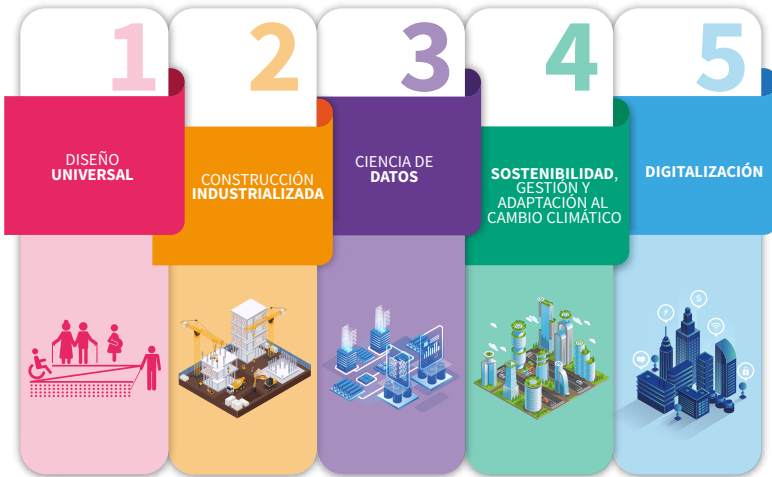 1
DISEÑO
UNIVERSAL
2
CONSTRUCCIÓN
INDUSTRIALIZADA
3
CIENCIA DE
DATOS
4
SOSTENIBILIDAD,
GESTIÓN Y
ADAPTACIÓN AL
CAMBIO CLIMÁTICO
5
DIGITALIZACIÓN
$